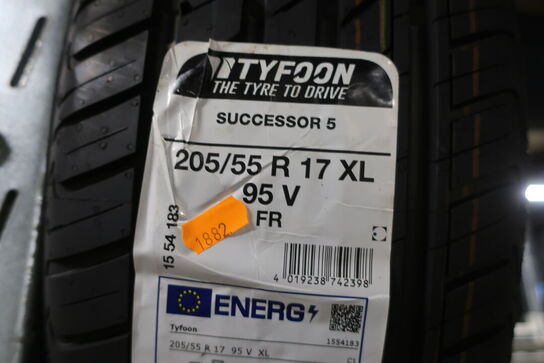 TYFOON
THE TYRE TO DRIVE
SUCCESSOR 5
205/55 R 17 XL
95 V
FR
15 54 183
1882
4 019238 742398
ENERG
Tyfoon
1554183
205/55 R 17 95 V XL
C1